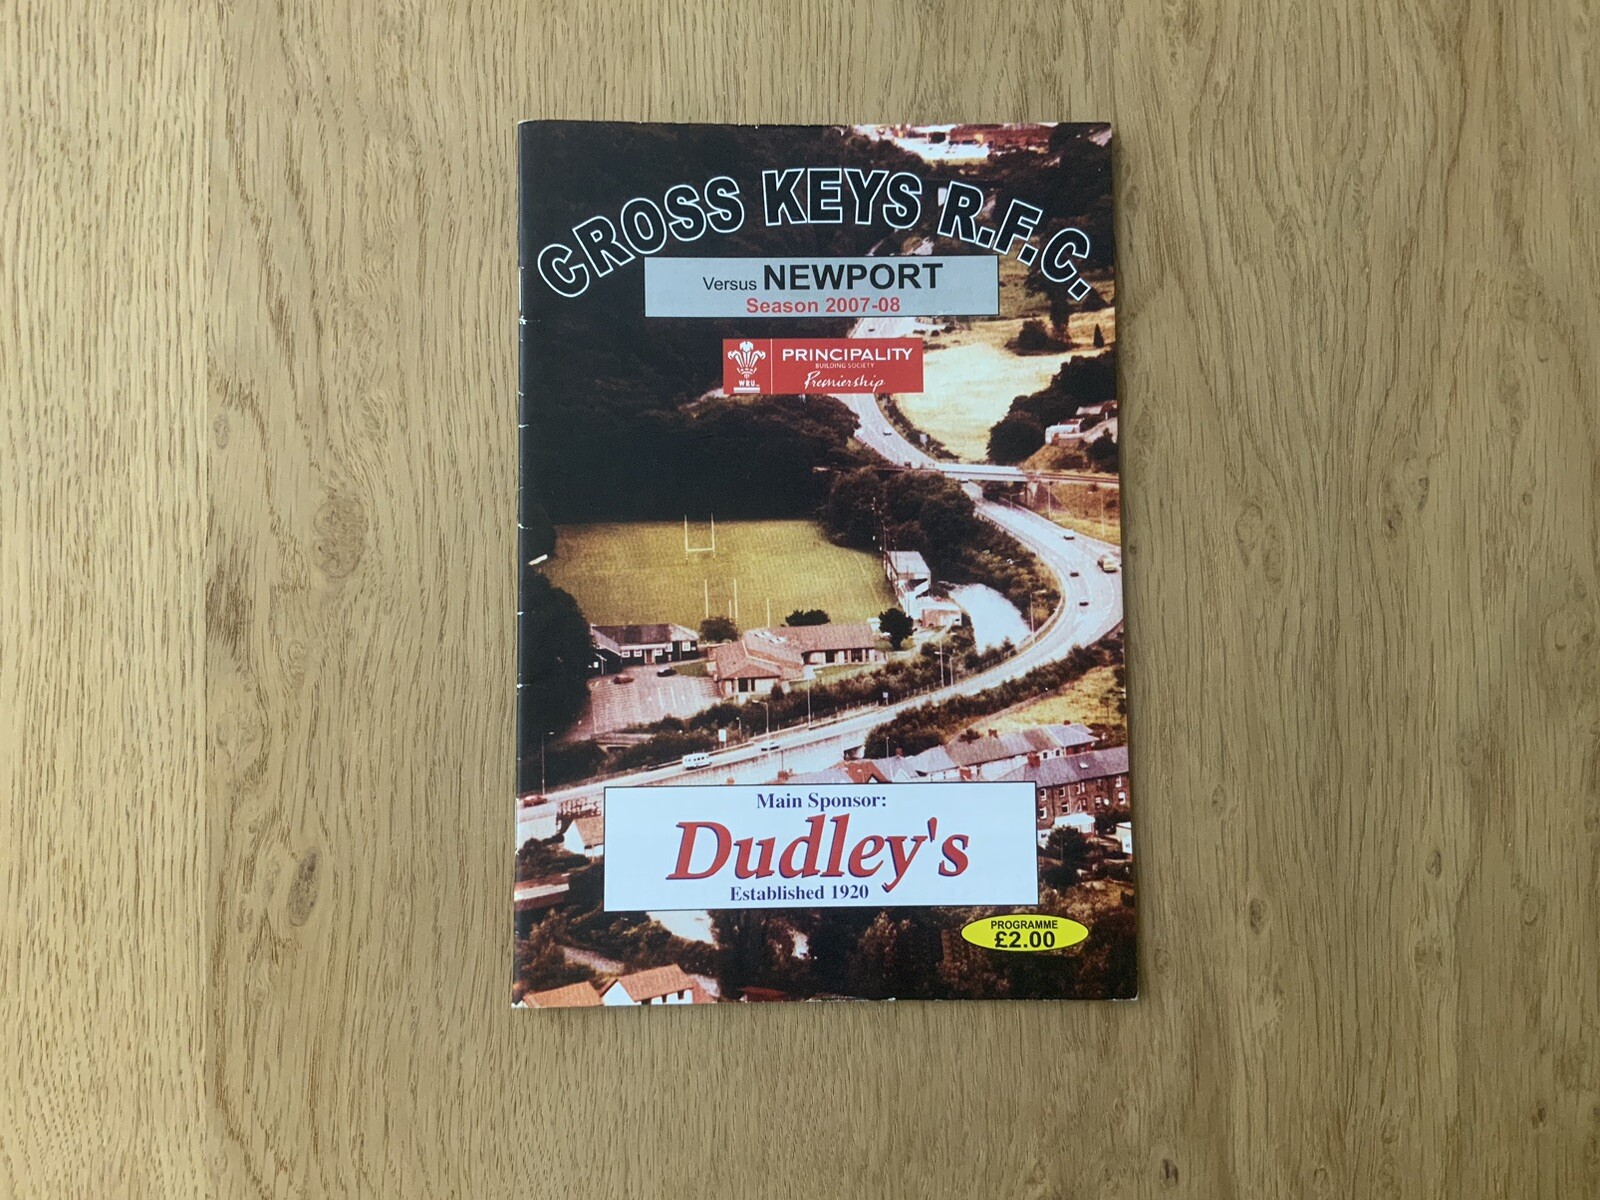 CROSS KEYS R.F.C.
Versus NEWPORT
Season 2007-08
PRINCIPALITY
BUILDING SOCIETY
Premiership
WRU
Main Sponsor:
Dudley's
Established 1920
PROGRAMME
£2.00